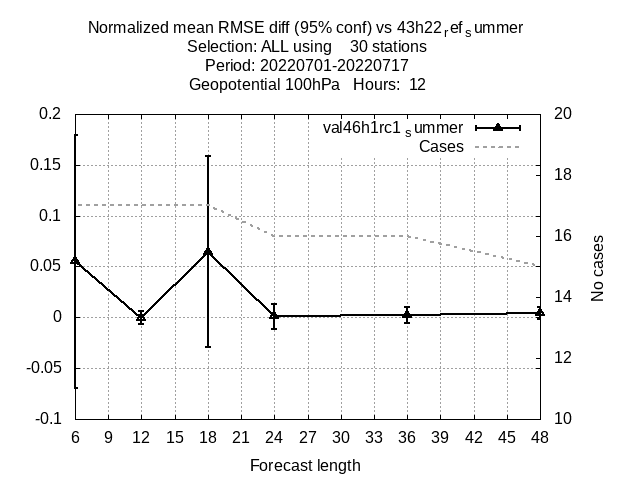 Normalized mean RMSE diff (95% conf) vs 43h22ref summer
Selection: ALL using 30 stations
Period: 20220701-20220717
Geopotential 100hPa Hours: 12
val46h1rc1summer
Cases
0.2
0.15
0.1
0.05
0
-0.05
-0.1
20
18
16
14
12
10
No cases
6 9 12 15 18 21 24 27 30 33 36 39 42 45 48
Forecast length